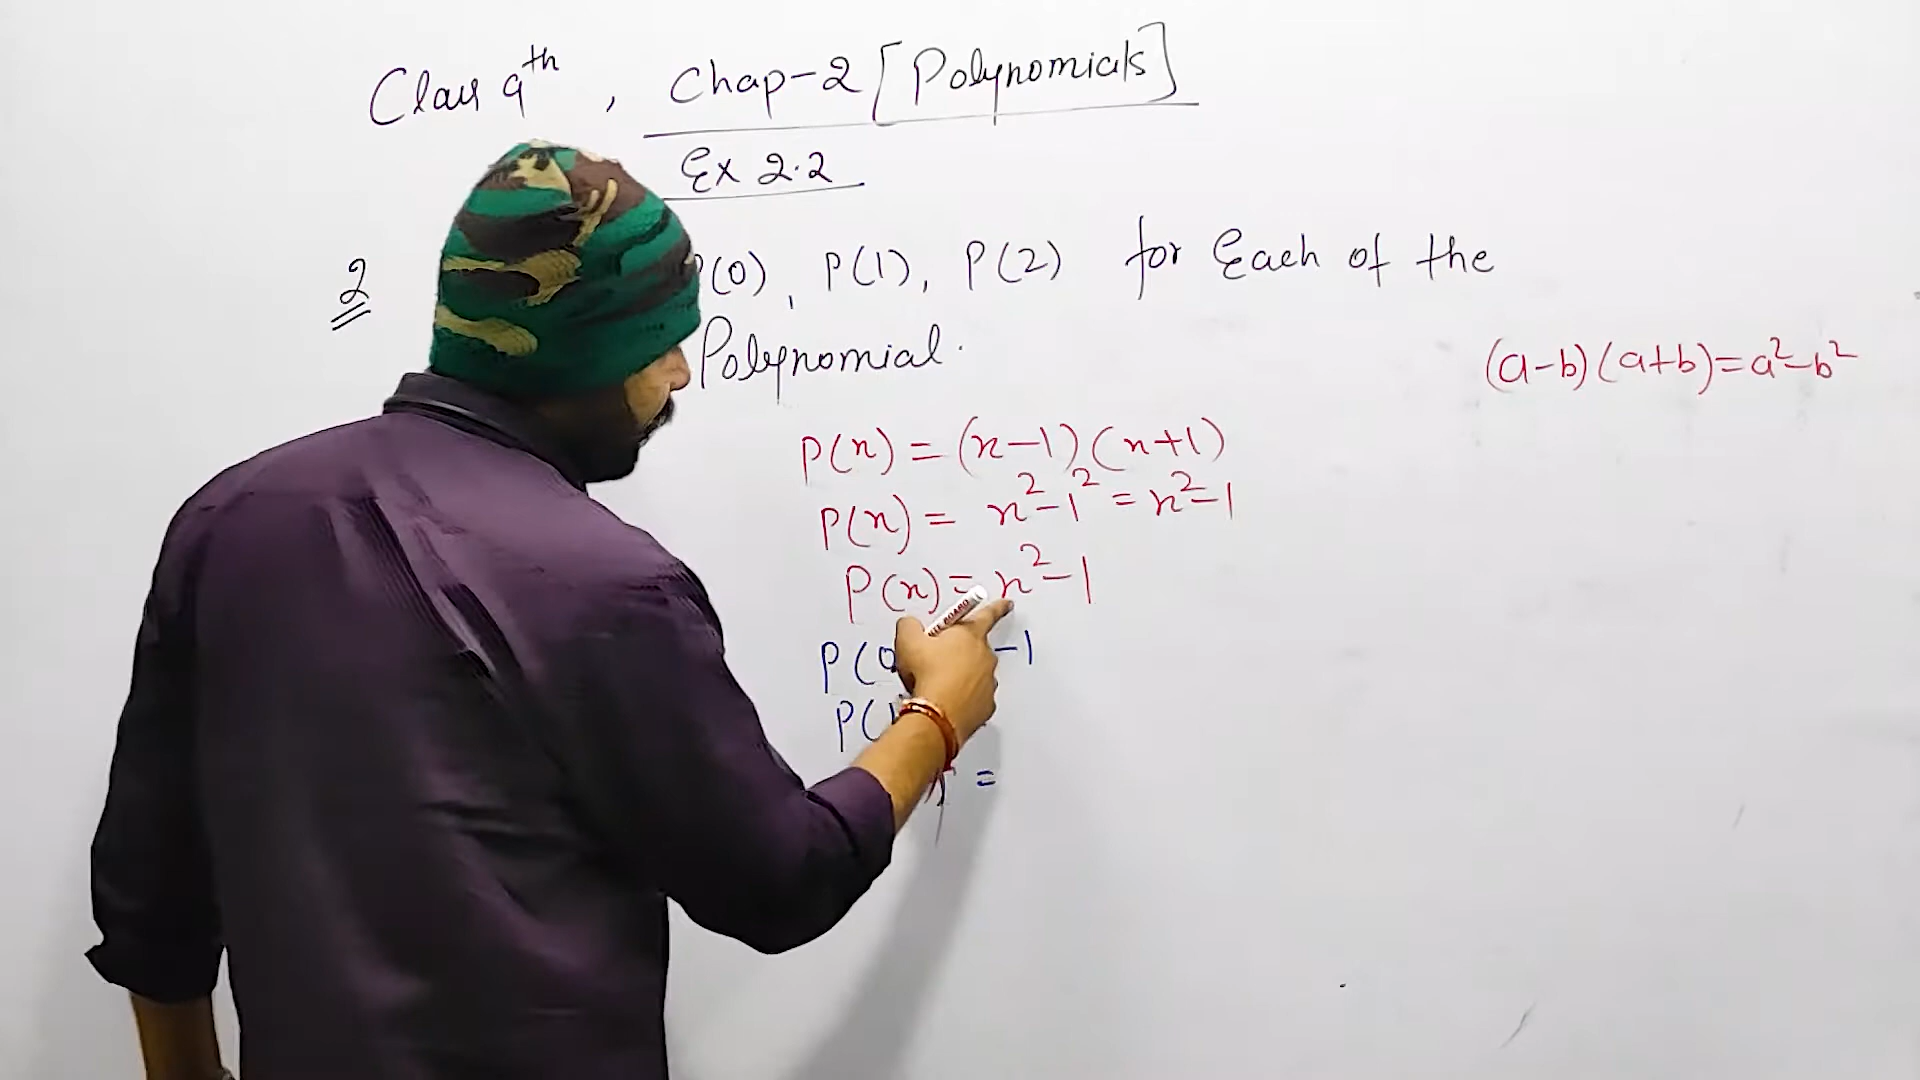 Class 9th, Chap-2 [Polynomials]
Ex 2.2
2 P(0), P(1), P(2) for Each of the
Polynomial.
(a-b)(a+b)=a²-b²
P(x) = (x-1)(x+1)
P(x) = x²-1² = x²-1
P(x) = x²-1
P(0 -1
P(1
) =